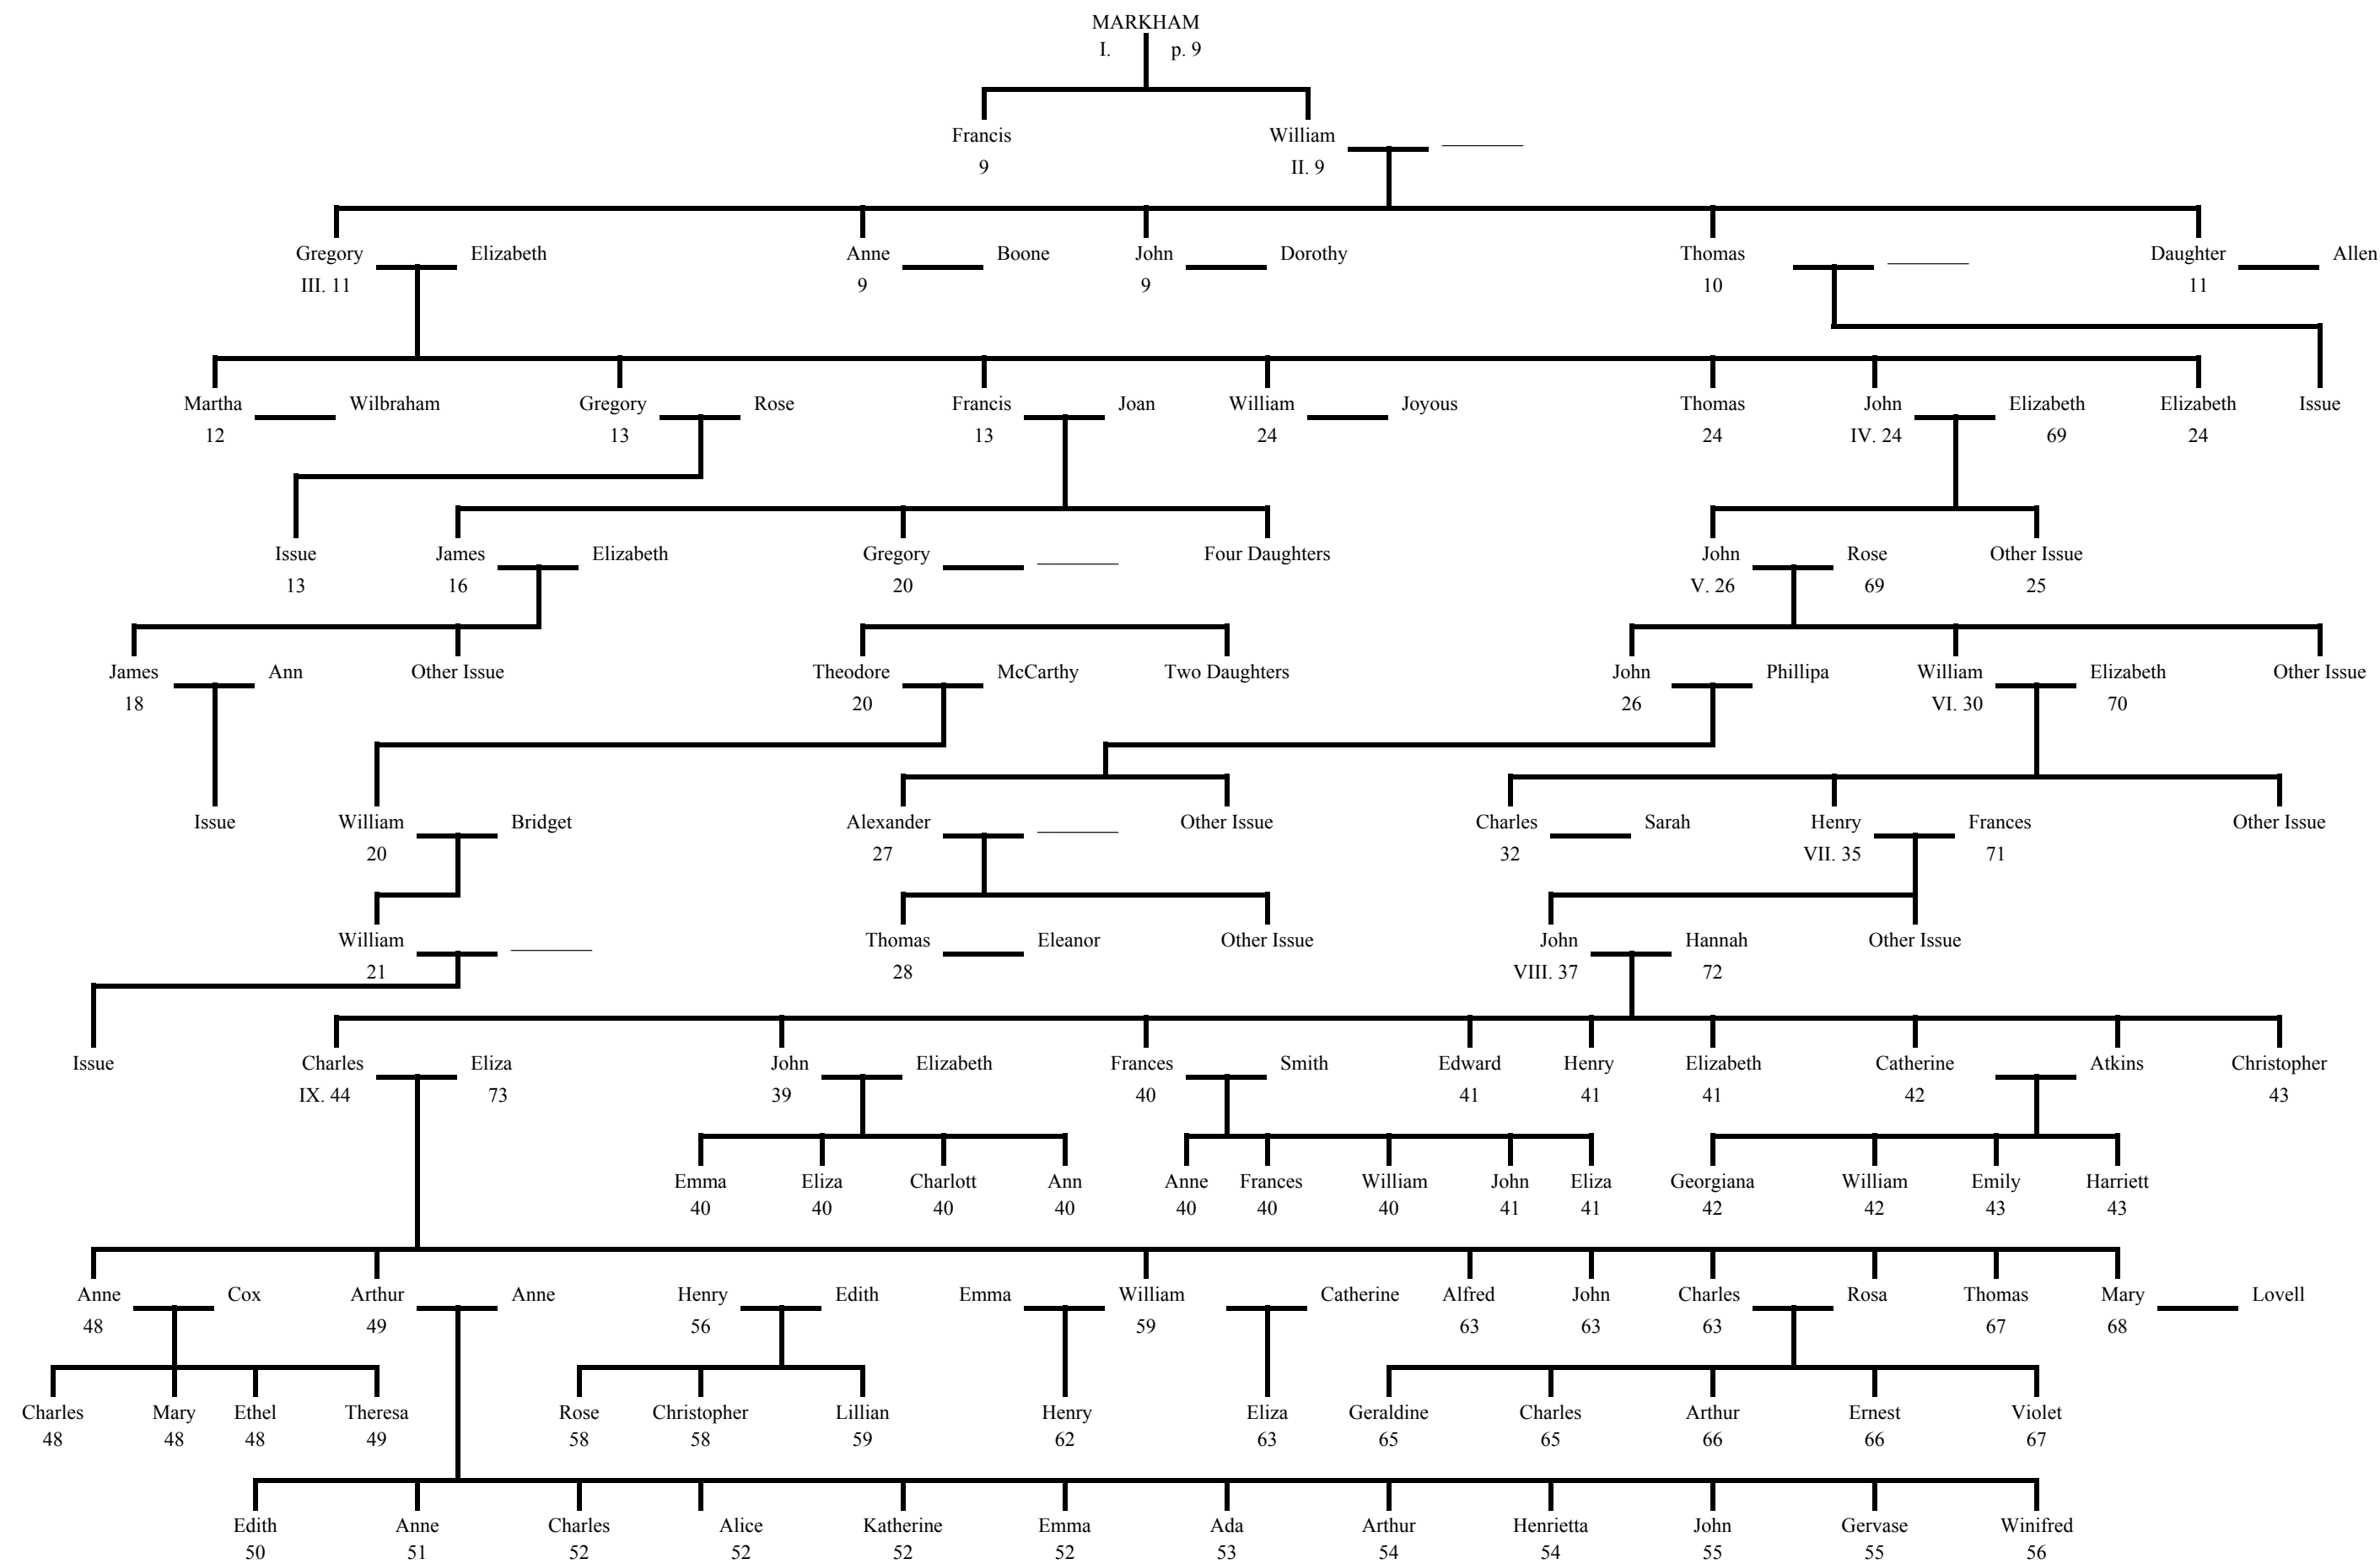 MARKHAM
I. p. 9
Francis William ________
9 II. 9
Gregory Elizabeth Anne Boone John Dorothy Thomas ________ Daughter Allen
III. 11 9 9 10 11
Martha Wilbraham Gregory Rose Francis Joan William Joyous Thomas John Elizabeth Elizabeth Issue
12 13 13 24 24 IV. 24 69 24
Issue James Elizabeth Gregory ________ Four Daughters John Rose Other Issue
13 16 20 V. 26 69 25
James Ann Other Issue Theodore McCarthy Two Daughters John Phillipa William Elizabeth Other Issue
18 20 26 VI. 30 70
Issue William Bridget Alexander ________ Other Issue Charles Sarah Henry Frances Other Issue
20 27 32 VII. 35 71
William ________ Thomas Eleanor Other Issue John Hannah Other Issue
21 28 VIII. 37 72
Issue Charles Eliza John Elizabeth Frances Smith Edward Henry Elizabeth Catherine Atkins Christopher
IX. 44 73 39 40 41 41 41 42 43
Emma Eliza Charlott Ann Anne Frances William John Eliza Georgiana William Emily Harriett
40 40 40 40 40 40 40 41 41 42 42 43 43
Anne Cox Arthur Anne Henry Edith Emma William Catherine Alfred John Charles Rosa Thomas Mary Lovell
48 49 56 59 63 63 63 67 68
Charles Mary Ethel Theresa Rose Christopher Lillian Henry Eliza Geraldine Charles Arthur Ernest Violet
48 48 48 49 58 58 59 62 63 65 65 66 66 67
Edith Anne Charles Alice Katherine Emma Ada Arthur Henrietta John Gervase Winifred
50 51 52 52 52 52 53 54 54 55 55 56